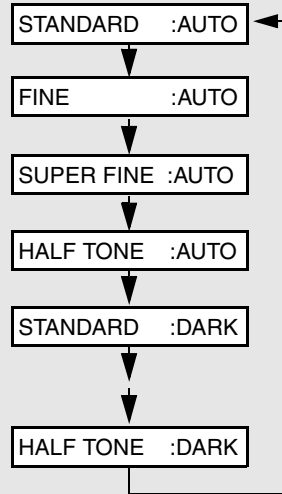 STANDARD :AUTO
FINE :AUTO
SUPER FINE :AUTO
HALF TONE :AUTO
STANDARD :DARK
HALF TONE :DARK